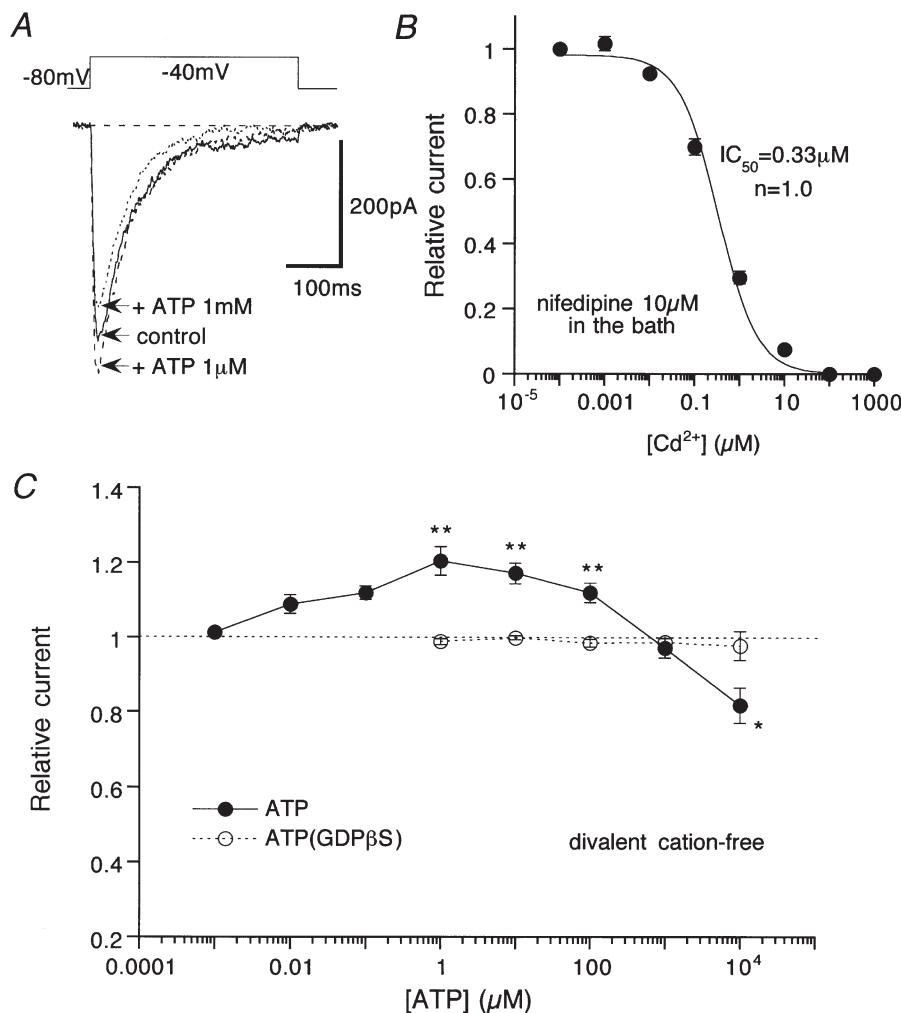 A
-80mV
-40mV
200pA
100ms
+ ATP 1mM
control
+ ATP 1μM
B
Relative current
1
0.8
0.6
0.4
0.2
0
IC50=0.33μM
n=1.0
nifedipine 10μM
in the bath
10-5
0.001
0.1
10
1000
[Cd2+] (μM)
C
Relative current
1.4
1.2
1
0.8
0.6
0.4
0.2
**
**
**
*
ATP
ATP(GDPβS)
divalent cation-free
0.0001
0.01
1
100
104
[ATP] (μM)